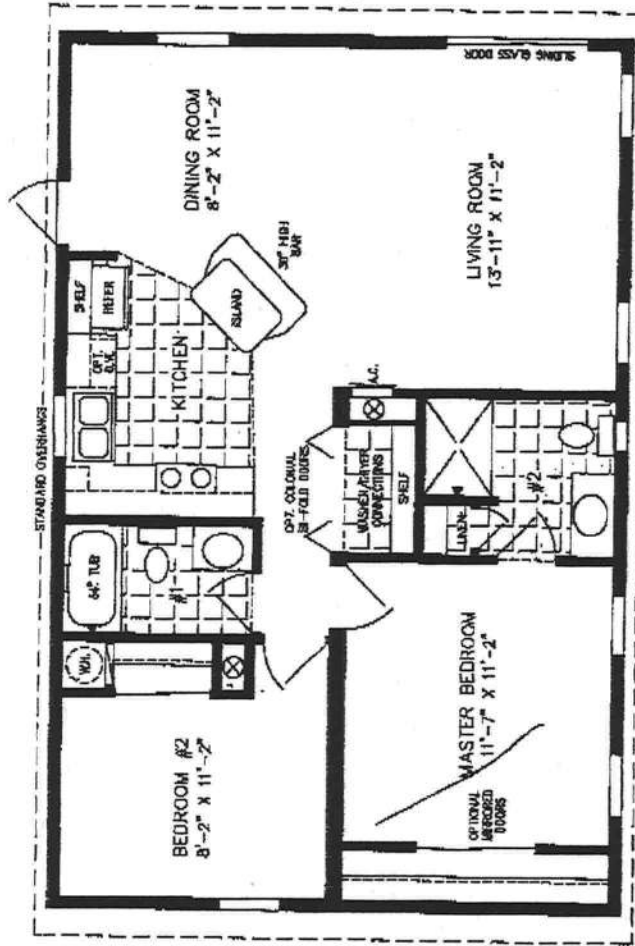 STANDARD OVERHANGS
SHELF
REFER
OPT.
D.W.
KITCHEN
ISLAND
30" HIGH
BAR
DINING ROOM
8'-2" X 11'-2"
SLIDING GLASS DOOR
LIVING ROOM
13'-11" X 11'-2"
64" TUB
#1
W.H.
OPT. COLONIAL
BI-FOLD DOORS
WASHER/DRYER
CONNECTIONS
SHELF
A.C.
LINEN
#2
BEDROOM #2
8'-2" X 11'-2"
MASTER BEDROOM
11'-7" X 11'-2"
OPTIONAL
MIRRORED
DOORS